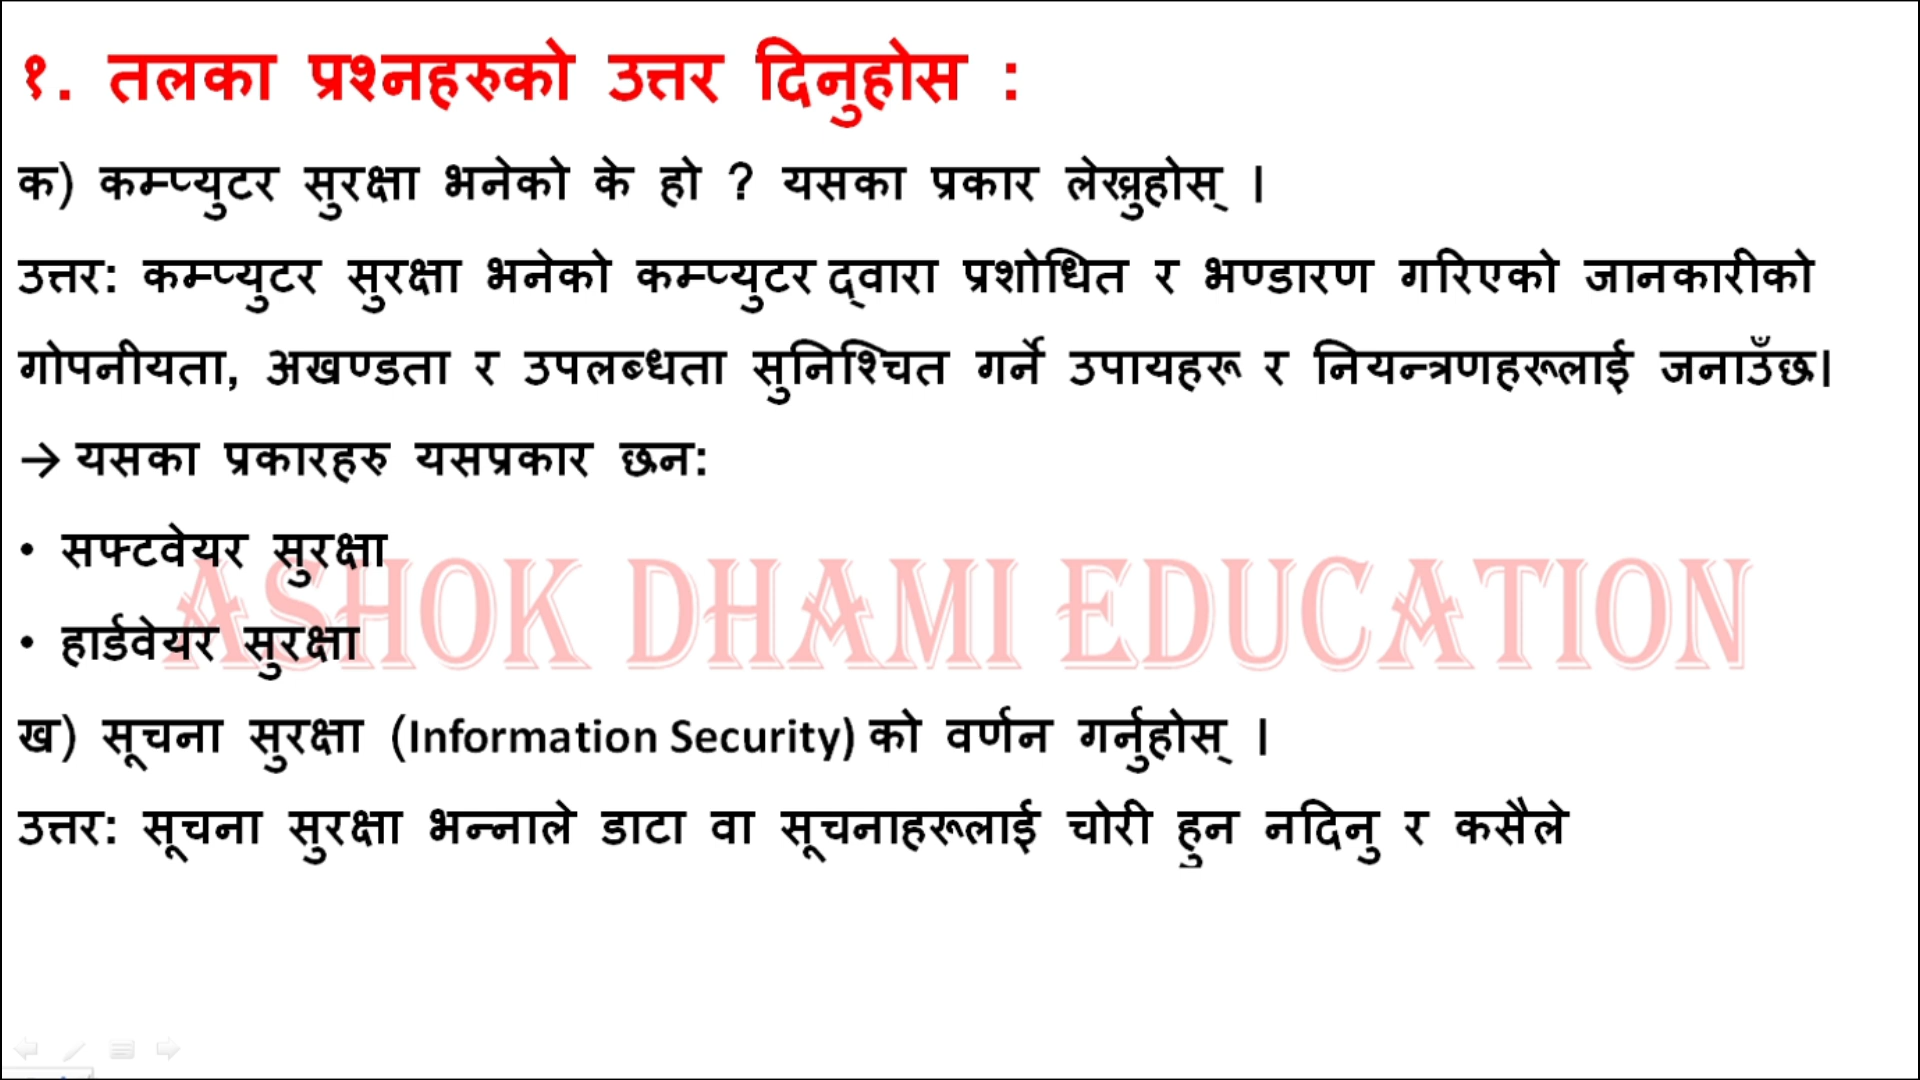 १. तलका प्रश्नहरुको उत्तर दिनुहोस :
क) कम्प्युटर सुरक्षा भनेको के हो ? यसका प्रकार लेख्नुहोस् ।
उत्तर: कम्प्युटर सुरक्षा भनेको कम्प्युटर द्वारा प्रशोधित र भण्डारण गरिएको जानकारीको
गोपनीयता, अखण्डता र उपलब्धता सुनिश्चित गर्ने उपायहरू र नियन्त्रणहरूलाई जनाउँछ।
→ यसका प्रकारहरु यसप्रकार छन:
• सफ्टवेयर सुरक्षा
• हार्डवेयर सुरक्षा
ASHOK DHAMI EDUCATION
ख) सूचना सुरक्षा (Information Security) को वर्णन गर्नुहोस् ।
उत्तर: सूचना सुरक्षा भन्नाले डाटा वा सूचनाहरूलाई चोरी हुन नदिनु र कसैले